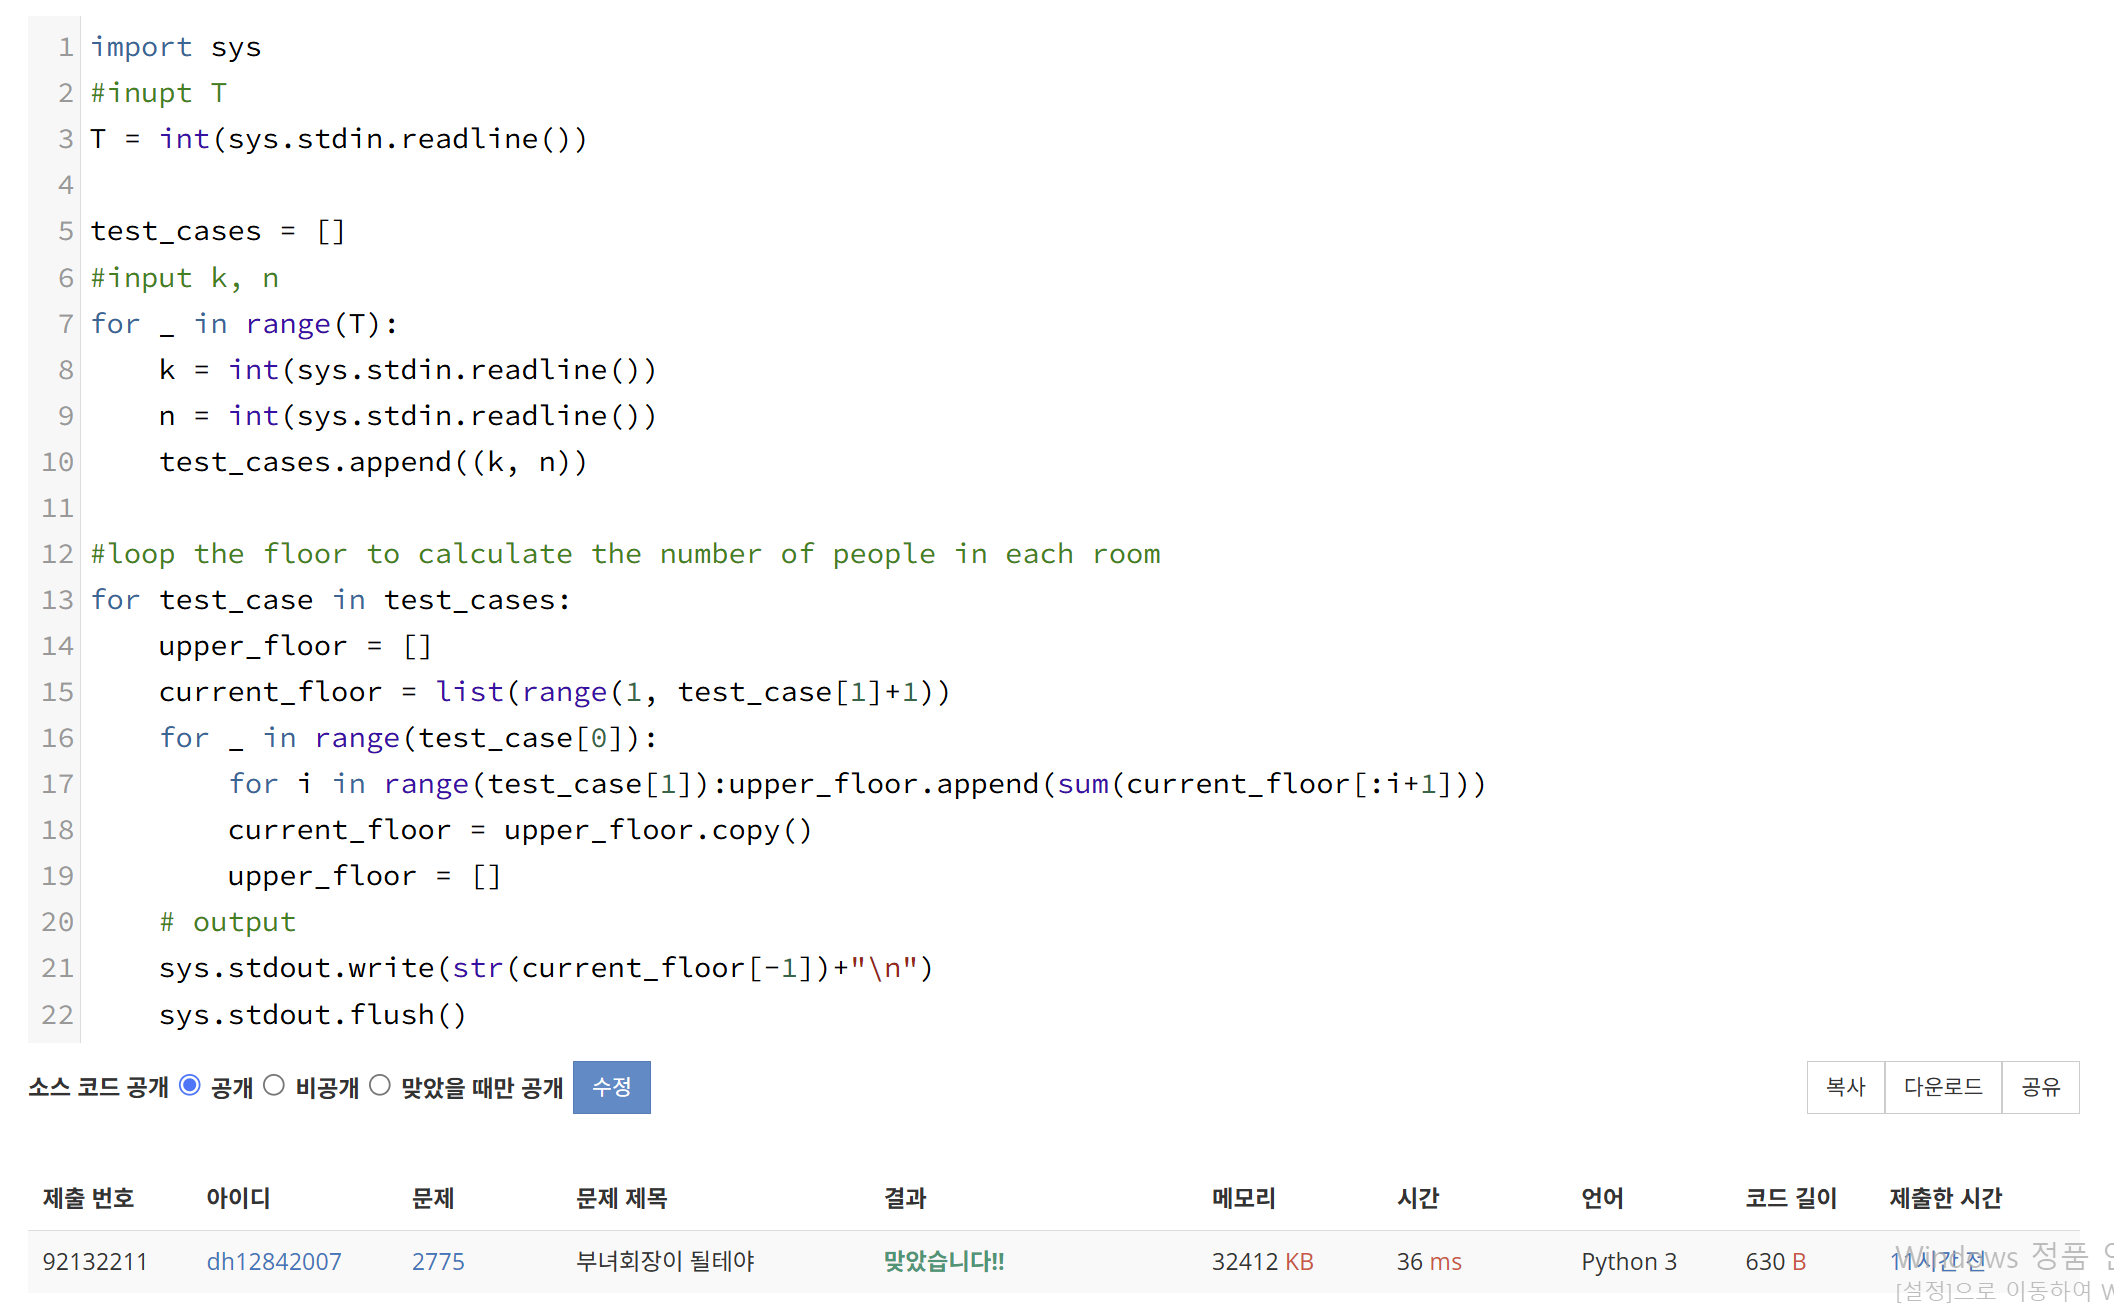 1 import sys
2 #inupt T
3 T = int(sys.stdin.readline())
4
5 test_cases = []
6 #input k, n
7 for _ in range(T):
8     k = int(sys.stdin.readline())
9     n = int(sys.stdin.readline())
10     test_cases.append((k, n))
11
12 #loop the floor to calculate the number of people in each room
13 for test_case in test_cases:
14     upper_floor = []
15     current_floor = list(range(1, test_case[1]+1))
16     for _ in range(test_case[0]):
17         for i in range(test_case[1]):upper_floor.append(sum(current_floor[:i+1]))
18         current_floor = upper_floor.copy()
19         upper_floor = []
20     # output
21     sys.stdout.write(str(current_floor[-1])+"\n")
22     sys.stdout.flush()
소스 코드 공개 공개 비공개 맞았을 때만 공개 수정 복사 다운로드 공유
제출 번호 아이디 문제 문제 제목 결과 메모리 시간 언어 코드 길이 제출한 시간
92132211 dh12842007 2775 부녀회장이 될테야 맞았습니다!! 32412 KB 36 ms Python 3 630 B 11시간 전
Windows 정품
[설정]으로 이동하여